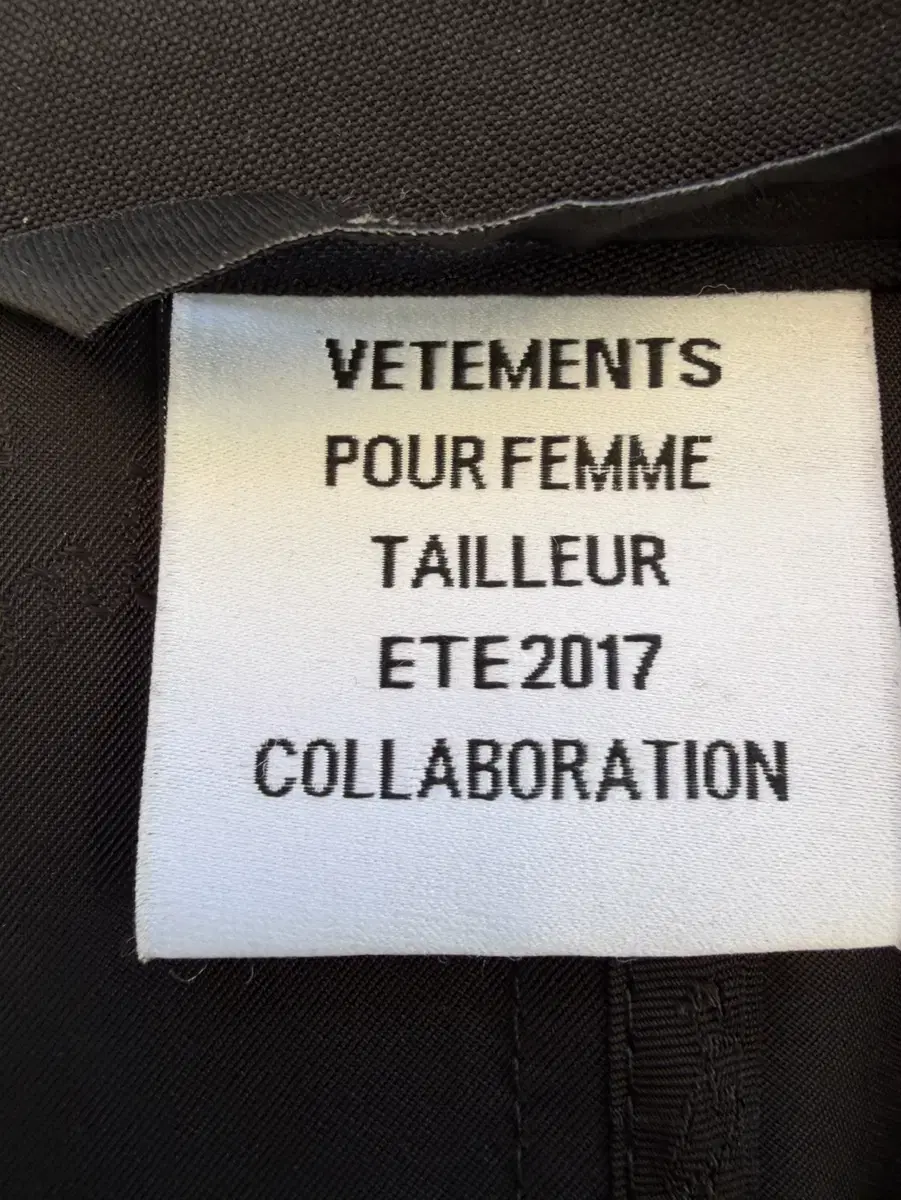 VETEMENTS
POUR FEMME
TAILLEUR
ETE 2017
COLLABORATION